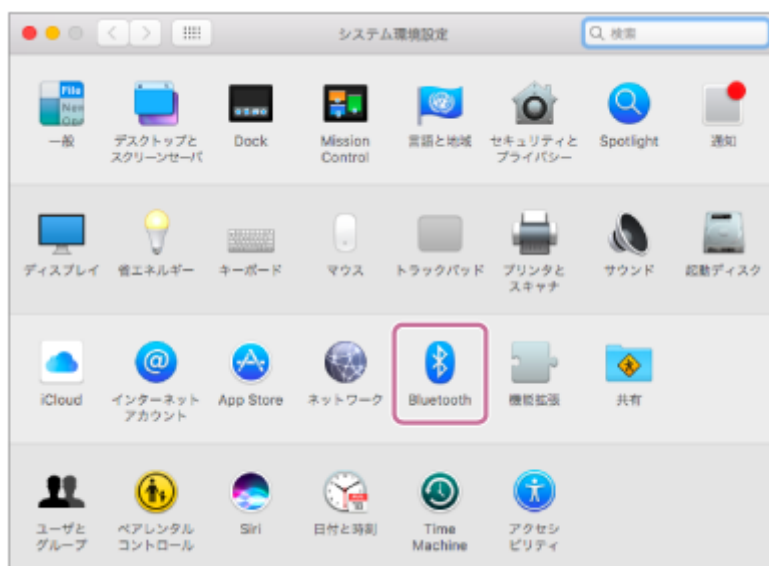 システム環境設定
検索
File
New
一般
デスクトップと
スクリーンセーバ
Dock
Mission
Control
言語と地域
セキュリティと
プライバシー
Spotlight
通知
ディスプレイ
省エネルギー
キーボード
マウス
トラックパッド
プリンタと
スキャナ
サウンド
起動ディスク
iCloud
インターネット
アカウント
App Store
ネットワーク
Bluetooth
機能拡張
共有
ユーザと
グループ
ペアレンタル
コントロール
Siri
日付と時刻
Time
Machine
アクセシ
ビリティ